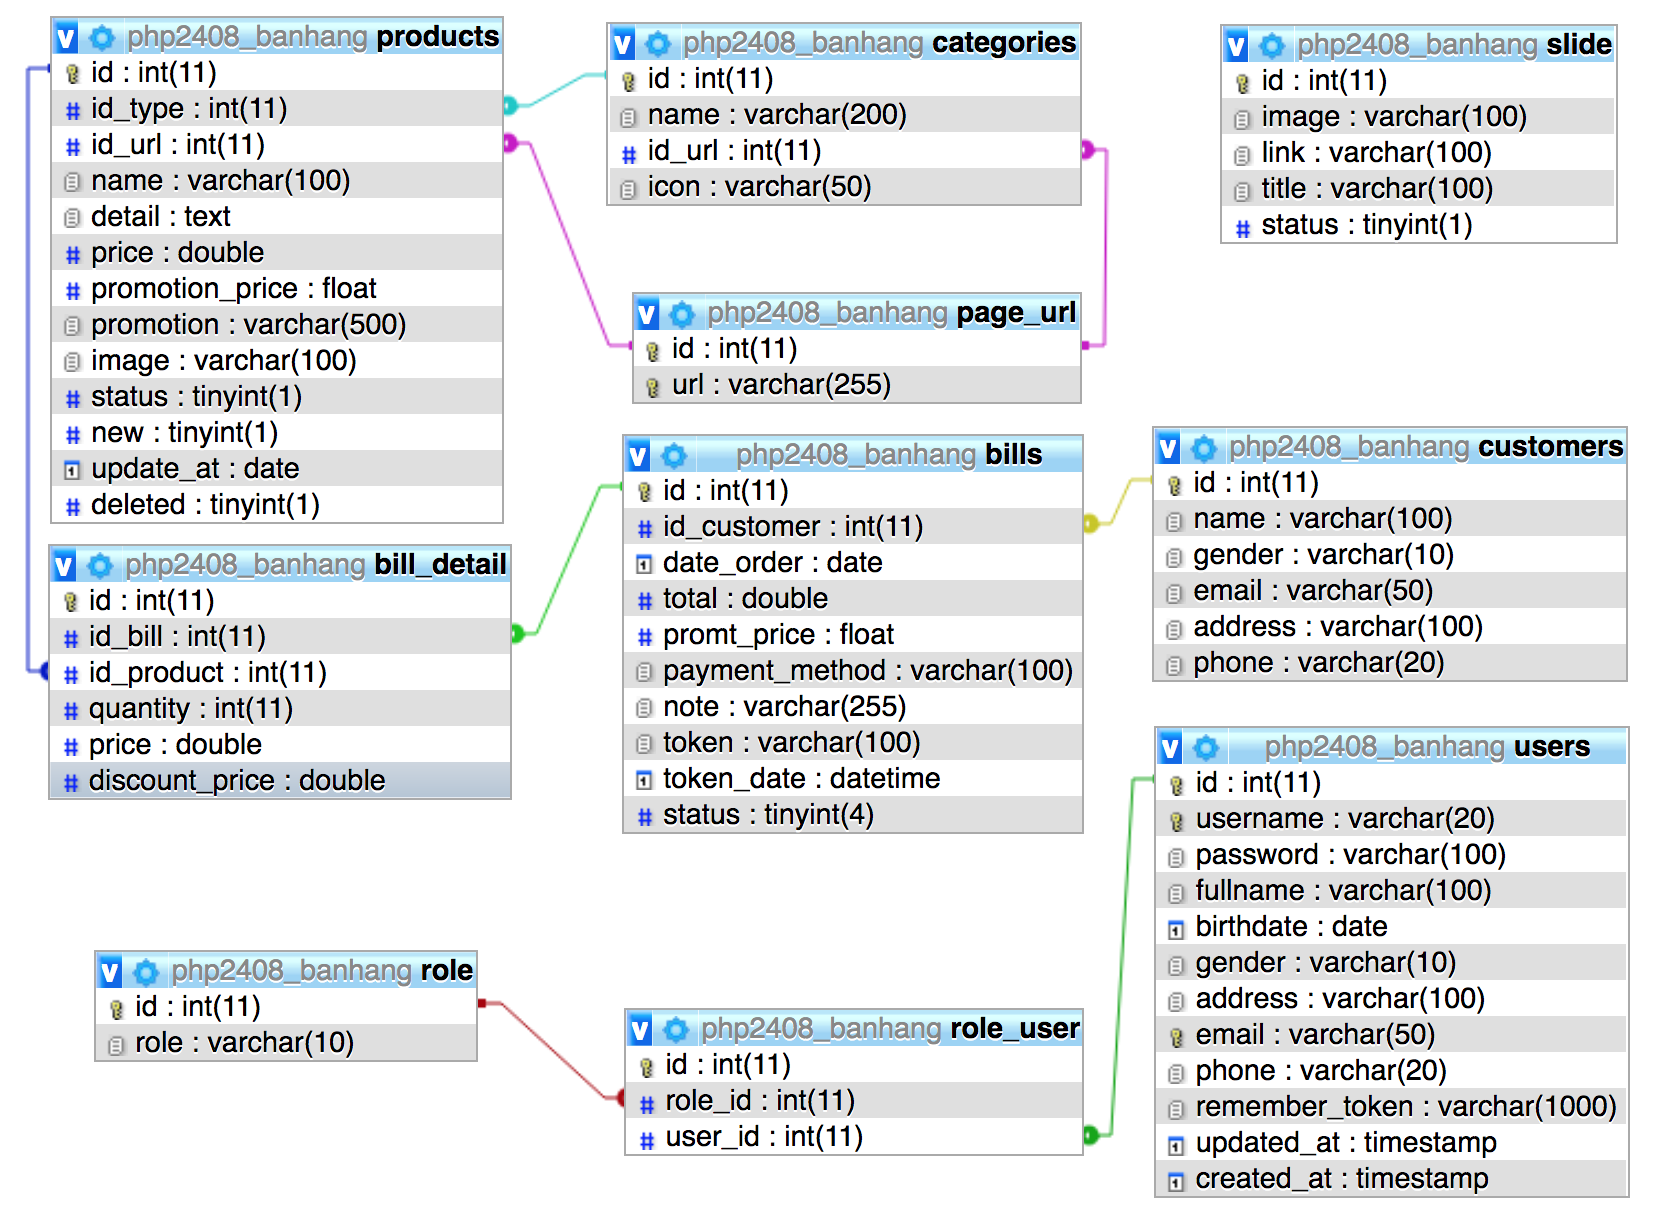 php2408_banhang products
id : int(11)
id_type : int(11)
id_url : int(11)
name : varchar(100)
detail : text
price : double
promotion_price : float
promotion : varchar(500)
image : varchar(100)
status : tinyint(1)
new : tinyint(1)
update_at : date
deleted : tinyint(1)
php2408_banhang categories
id : int(11)
name : varchar(200)
id_url : int(11)
icon : varchar(50)
php2408_banhang slide
id : int(11)
image : varchar(100)
link : varchar(100)
title : varchar(100)
status : tinyint(1)
php2408_banhang page_url
id : int(11)
url : varchar(255)
php2408_banhang bill_detail
id : int(11)
id_bill : int(11)
id_product : int(11)
quantity : int(11)
price : double
discount_price : double
php2408_banhang bills
id : int(11)
id_customer : int(11)
date_order : date
total : double
promt_price : float
payment_method : varchar(100)
note : varchar(255)
token : varchar(100)
token_date : datetime
status : tinyint(4)
php2408_banhang customers
id : int(11)
name : varchar(100)
gender : varchar(10)
email : varchar(50)
address : varchar(100)
phone : varchar(20)
php2408_banhang users
id : int(11)
username : varchar(20)
password : varchar(100)
fullname : varchar(100)
birthdate : date
gender : varchar(10)
address : varchar(100)
email : varchar(50)
phone : varchar(20)
remember_token : varchar(1000)
updated_at : timestamp
created_at : timestamp
php2408_banhang role
id : int(11)
role : varchar(10)
php2408_banhang role_user
id : int(11)
role_id : int(11)
user_id : int(11)